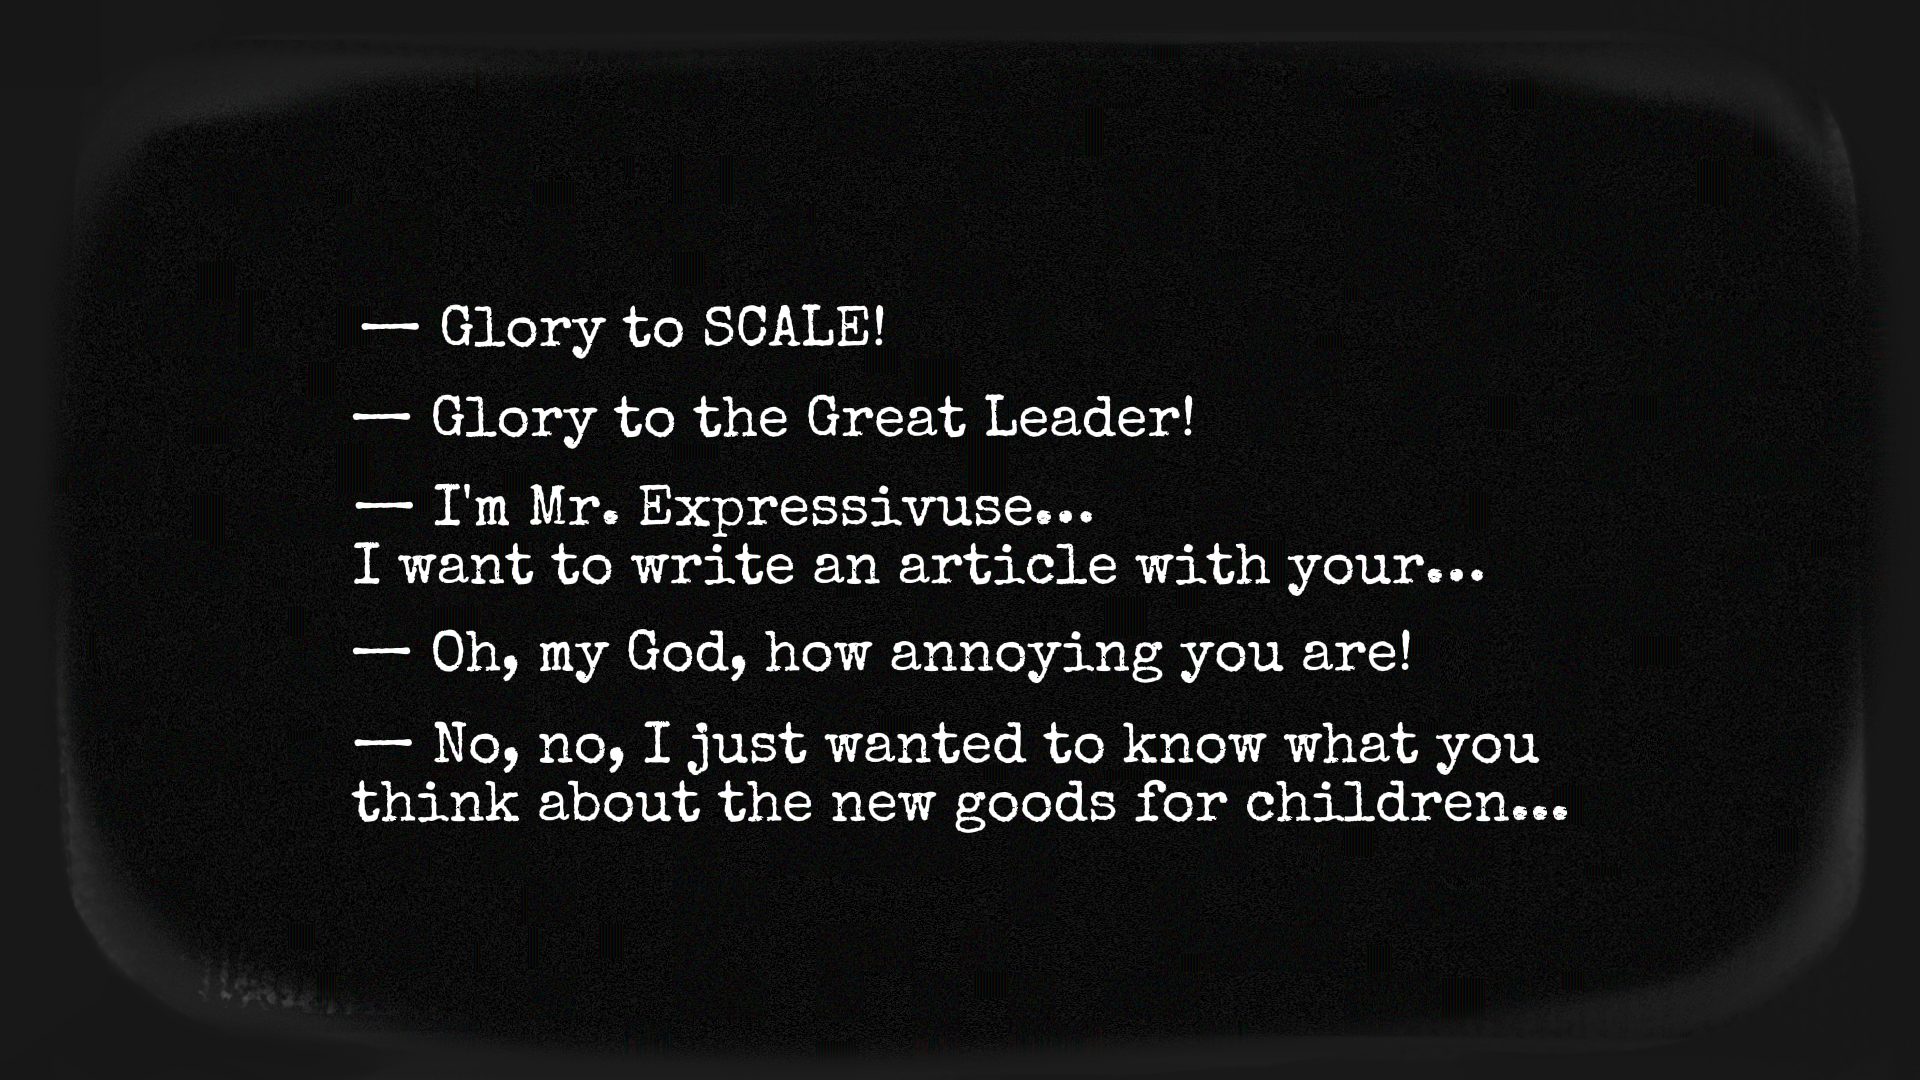 — Glory to SCALE!
— Glory to the Great Leader!
— I'm Mr. Expressivuse...
I want to write an article with your...
— Oh, my God, how annoying you are!
— No, no, I just wanted to know what you
think about the new goods for children...